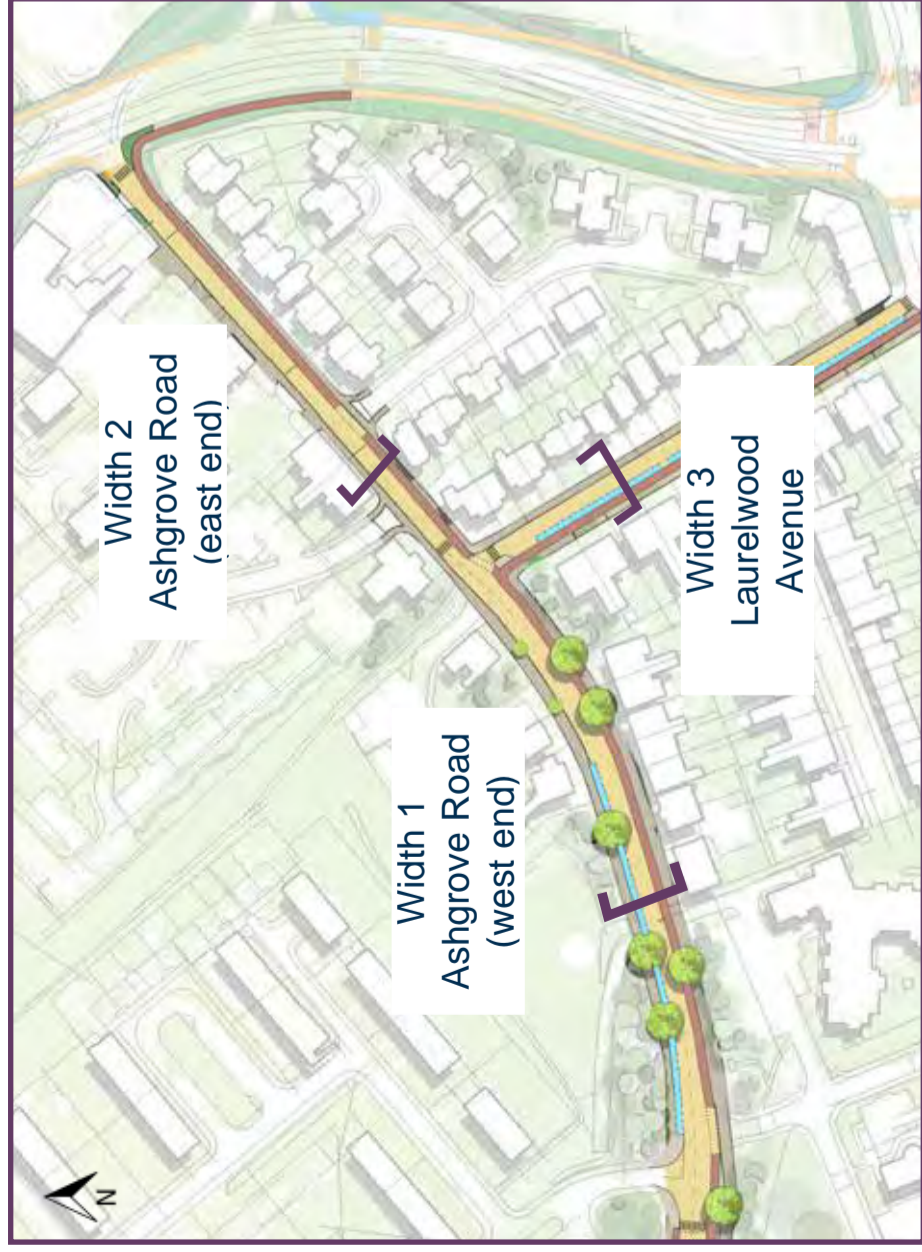 Width 2
Ashgrove Road
(east end)
Width 1
Ashgrove Road
(west end)
Width 3
Laurelwood
Avenue
N